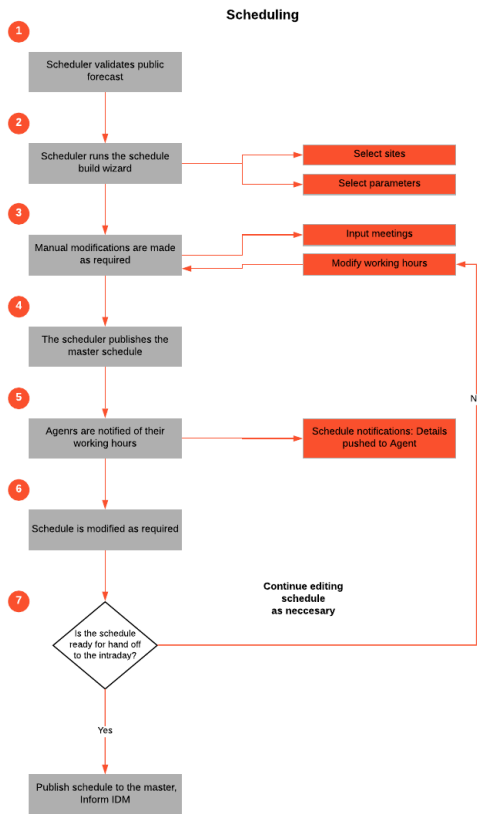 Scheduling
1
Scheduler validates public
forecast
2
Scheduler runs the schedule
build wizard
Select sites
Select parameters
3
Manual modifications are made
as required
Input meetings
Modify working hours
4
The scheduler publishes the
master schedule
N
5
Agenrs are notified of their
working hours
Schedule notifications: Details
pushed to Agent
6
Schedule is modified as required
7
Continue editing
schedule
as neccesary
Is the schedule
ready for hand off
to the intraday?
Yes
Publish schedule to the master,
Inform IDM